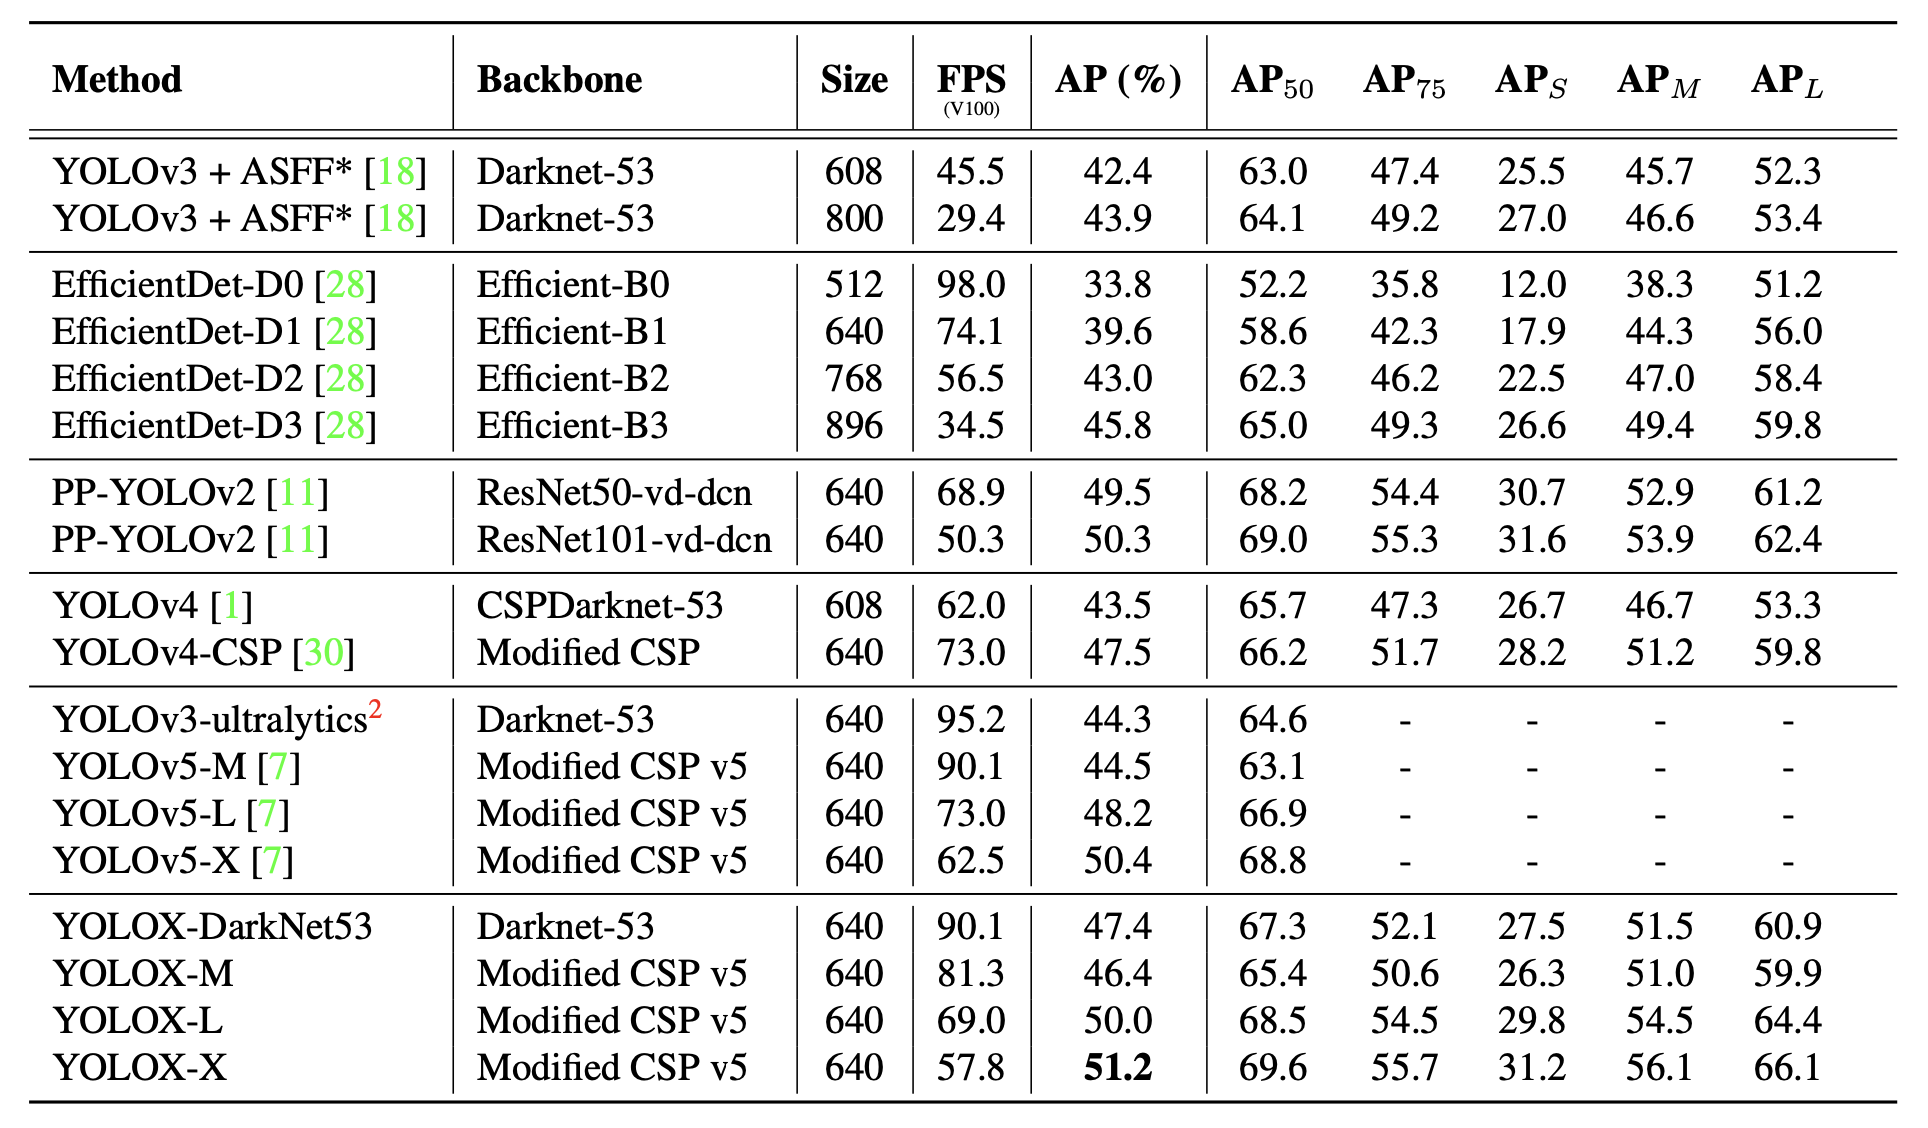 Method Backbone Size FPS (V100) AP (%) AP50 AP75 APS APM APL
YOLOv3 + ASFF* [18] Darknet-53 608 45.5 42.4 63.0 47.4 25.5 45.7 52.3
YOLOv3 + ASFF* [18] Darknet-53 800 29.4 43.9 64.1 49.2 27.0 46.6 53.4
EfficientDet-D0 [28] Efficient-B0 512 98.0 33.8 52.2 35.8 12.0 38.3 51.2
EfficientDet-D1 [28] Efficient-B1 640 74.1 39.6 58.6 42.3 17.9 44.3 56.0
EfficientDet-D2 [28] Efficient-B2 768 56.5 43.0 62.3 46.2 22.5 47.0 58.4
EfficientDet-D3 [28] Efficient-B3 896 34.5 45.8 65.0 49.3 26.6 49.4 59.8
PP-YOLOv2 [11] ResNet50-vd-dcn 640 68.9 49.5 68.2 54.4 30.7 52.9 61.2
PP-YOLOv2 [11] ResNet101-vd-dcn 640 50.3 50.3 69.0 55.3 31.6 53.9 62.4
YOLOv4 [1] CSPDarknet-53 608 62.0 43.5 65.7 47.3 26.7 46.7 53.3
YOLOv4-CSP [30] Modified CSP 640 73.0 47.5 66.2 51.7 28.2 51.2 59.8
YOLOv3-ultralytics2 Darknet-53 640 95.2 44.3 64.6 - - - -
YOLOv5-M [7] Modified CSP v5 640 90.1 44.5 63.1 - - - -
YOLOv5-L [7] Modified CSP v5 640 73.0 48.2 66.9 - - - -
YOLOv5-X [7] Modified CSP v5 640 62.5 50.4 68.8 - - - -
YOLOX-DarkNet53 Darknet-53 640 90.1 47.4 67.3 52.1 27.5 51.5 60.9
YOLOX-M Modified CSP v5 640 81.3 46.4 65.4 50.6 26.3 51.0 59.9
YOLOX-L Modified CSP v5 640 69.0 50.0 68.5 54.5 29.8 54.5 64.4
YOLOX-X Modified CSP v5 640 57.8 51.2 69.6 55.7 31.2 56.1 66.1